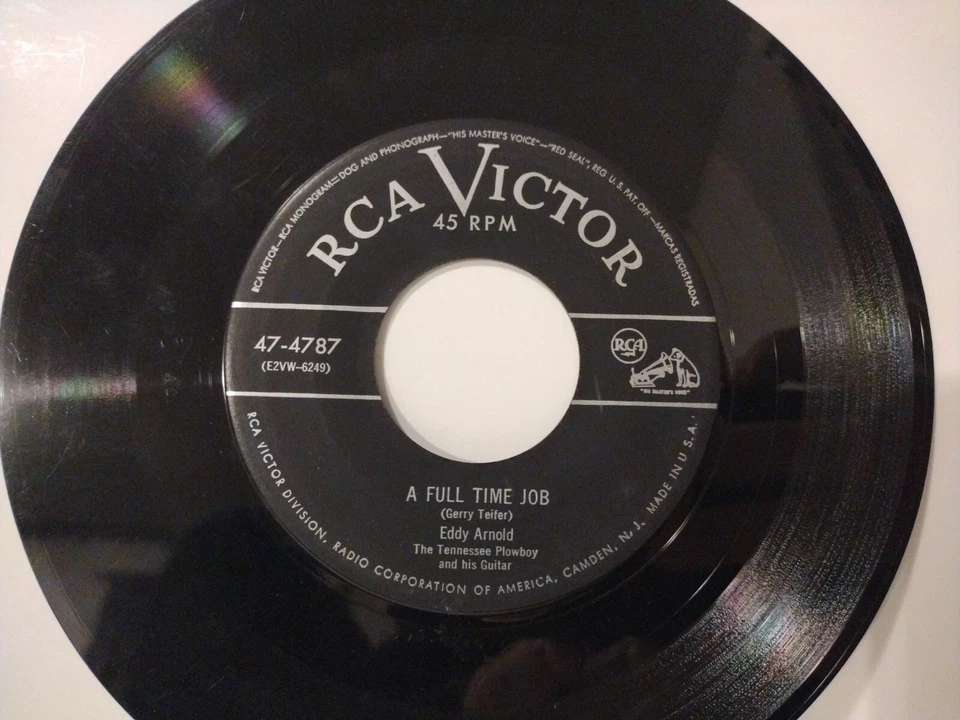 RCA VICTOR—RCA MONOGRAM—DOG AND PHONOGRAPH—"HIS MASTER'S VOICE"—"RED SEAL", REG U. S. PAT. OFF.—MARCAS REGISTRADAS
RCA VICTOR
45 RPM
47-4787
(E2VW-6249)
RCA
"HIS MASTER'S VOICE"
A FULL TIME JOB
(Gerry Teifer)
Eddy Arnold
The Tennessee Plowboy
and his Guitar
RCA VICTOR DIVISION, RADIO CORPORATION OF AMERICA, CAMDEN, N. J. MADE IN U.S.A.